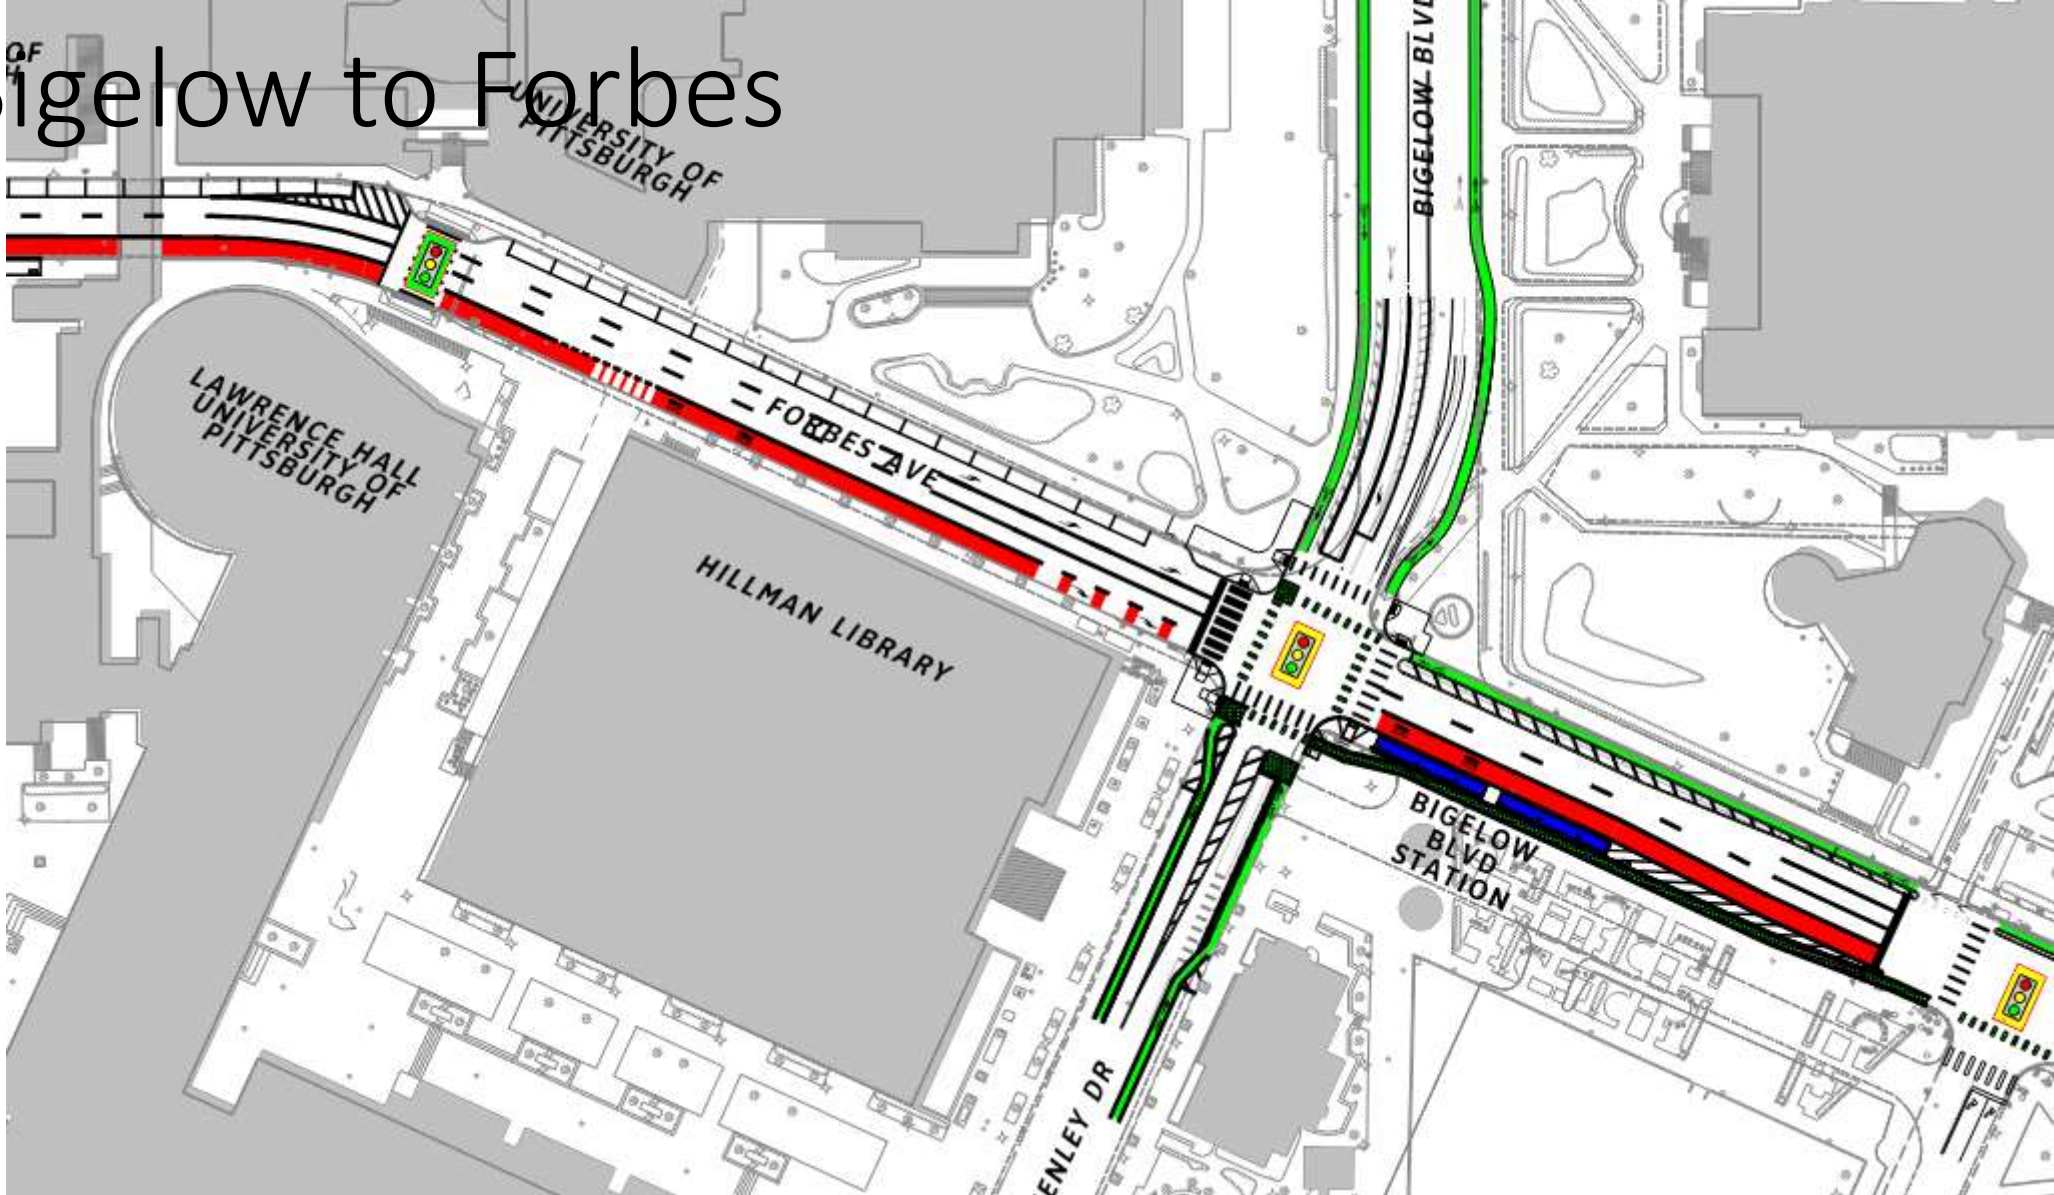 igelow to Forbes
OF
UNIVERSITY OF
PITTSBURGH
BIGELOW BLVD
FORBES AVE
LAWRENCE HALL
UNIVERSITY OF
PITTSBURGH
HILLMAN LIBRARY
BIGELOW
BLVD
STATION
ENLEY DR